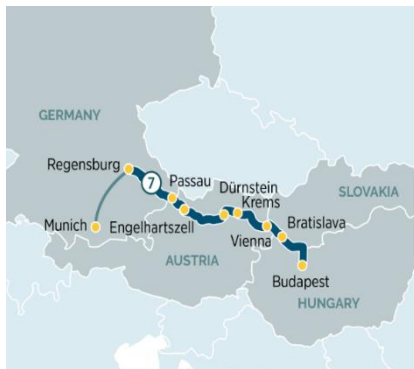 GERMANY
Regensburg
7
Passau
Dürnstein
Krems
SLOVAKIA
Munich
Engelhartszell
Vienna
Bratislava
AUSTRIA
Budapest
HUNGARY